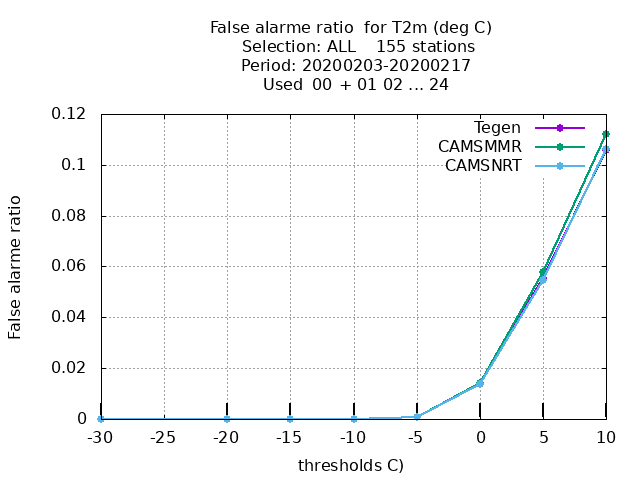 False alarme ratio  for T2m (deg C)
Selection: ALL    155 stations
Period: 20200203-20200217
Used  00 + 01 02 ... 24
0.12
0.1
0.08
0.06
0.04
0.02
0
False alarme ratio
Tegen
CAMSMMR
CAMSNRT
-30 -25 -20 -15 -10 -5 0 5 10
thresholds C)